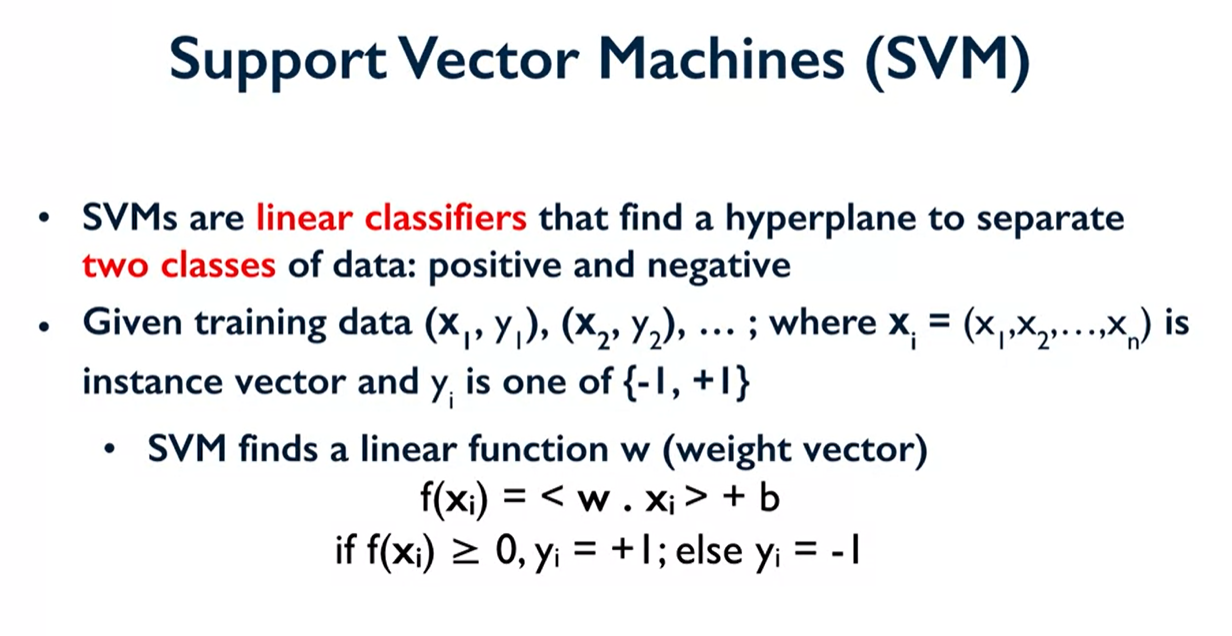 Support Vector Machines (SVM)
• SVMs are linear classifiers that find a hyperplane to separate
two classes of data: positive and negative
• Given training data (x₁, y₁), (x₂, y₂), … ; where xᵢ = (x₁,x₂,…,xₙ) is
instance vector and yᵢ is one of {-1, +1}
• SVM finds a linear function w (weight vector)
f(xᵢ) = < w . xᵢ > + b
if f(xᵢ) ≥ 0, yᵢ = +1; else yᵢ = -1